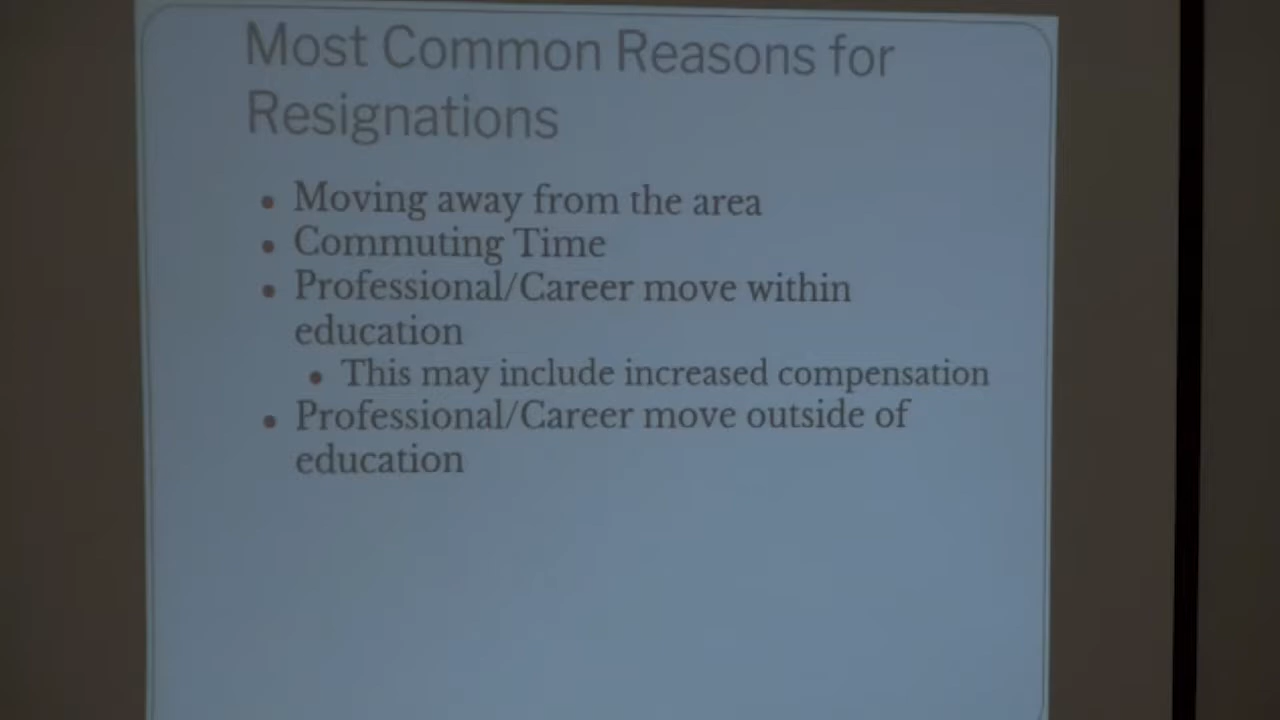 Most Common Reasons for
Resignations
• Moving away from the area
• Commuting Time
• Professional/Career move within
education
• This may include increased compensation
• Professional/Career move outside of
education